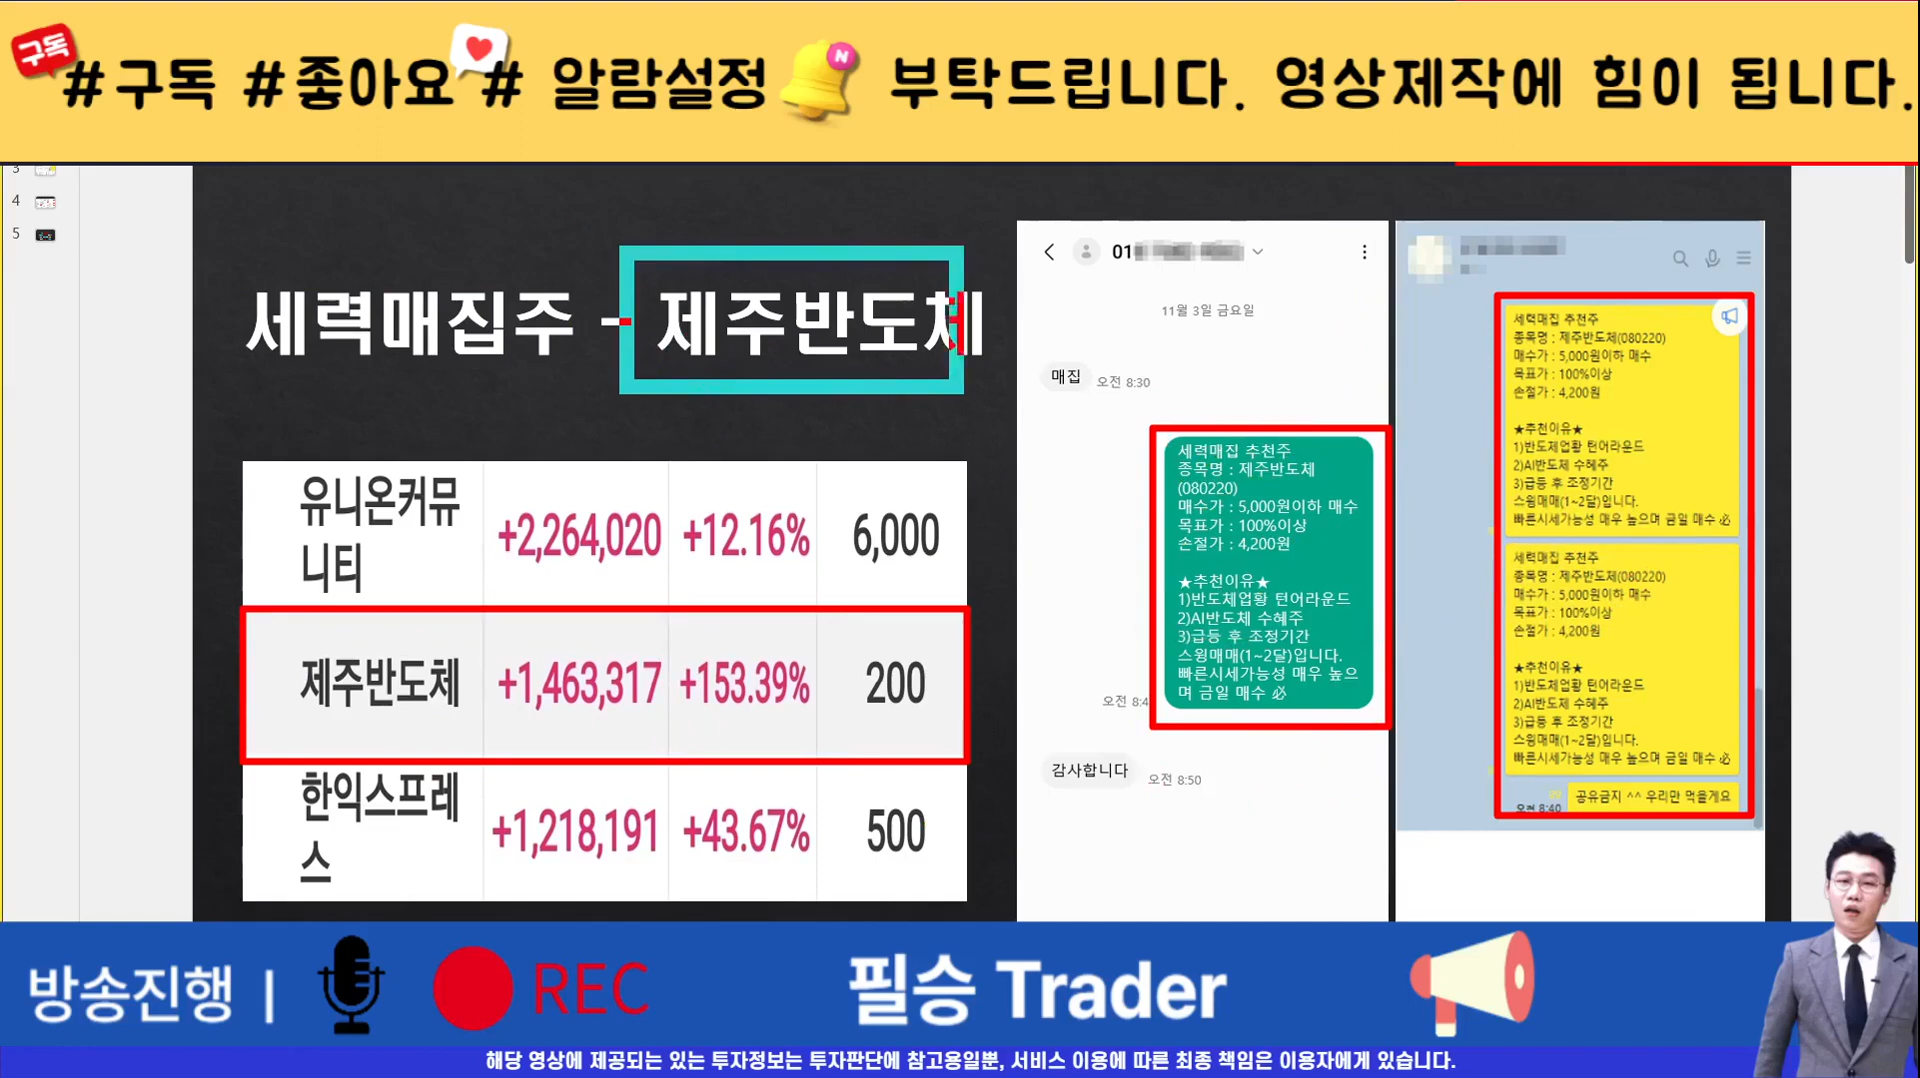 구독
#구독 #좋아요 # 알람설정 N 부탁드립니다. 영상제작에 힘이 됩니다.
3
4
5
세력매집주 - 제주반도체
유니온커뮤니티 +2,264,020 +12.16% 6,000
제주반도체 +1,463,317 +153.39% 200
한익스프레스 +1,218,191 +43.67% 500
01
11월 3일 금요일
매집 오전 8:30
세력매집 추천주
종목명 : 제주반도체
(080220)
매수가 : 5,000원이하 매수
목표가 : 100%이상
손절가 : 4,200원
★추천이유★
1)반도체업황 턴어라운드
2)AI반도체 수혜주
3)급등 후 조정기간
스윙매매(1~2달)입니다.
빠른시세가능성 매우 높으
며 금일 매수 必
오전 8:4
감사합니다 오전 8:50
세력매집 추천주
종목명 : 제주반도체(080220)
매수가 : 5,000원이하 매수
목표가 : 100%이상
손절가 : 4,200원
★추천이유★
1)반도체업황 턴어라운드
2)AI반도체 수혜주
3)급등 후 조정기간
스윙매매(1~2달)입니다.
빠른시세가능성 매우 높으며 금일 매수 必
세력매집 추천주
종목명 : 제주반도체(080220)
매수가 : 5,000원이하 매수
목표가 : 100%이상
손절가 : 4,200원
★추천이유★
1)반도체업황 턴어라운드
2)AI반도체 수혜주
3)급등 후 조정기간
스윙매매(1~2달)입니다.
빠른시세가능성 매우 높으며 금일 매수 必
오전 8:40 공유금지 ^^ 우리만 먹을게요
방송진행 | REC 필승 Trader
해당 영상에 제공되는 있는 투자정보는 투자판단에 참고용일뿐, 서비스 이용에 따른 최종 책임은 이용자에게 있습니다.